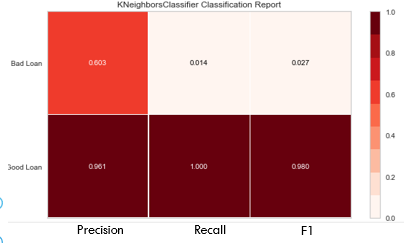 KNeighborsClassifier Classification Report
1.0
Bad Loan 0.603 0.014 0.027
0.8
0.6
0.4
Good Loan 0.961 1.000 0.980
0.2
0.0
Precision Recall F1